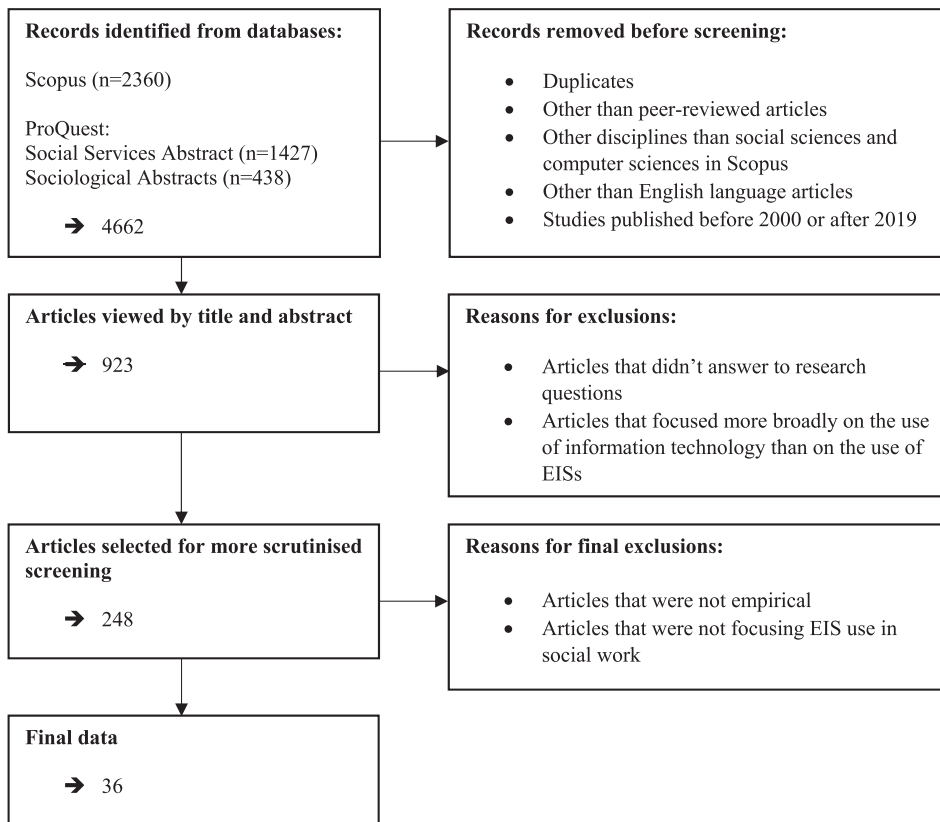 Records identified from databases:
Scopus (n=2360)
ProQuest:
Social Services Abstract (n=1427)
Sociological Abstracts (n=438)
➔ 4662
Records removed before screening:
• Duplicates
• Other than peer-reviewed articles
• Other disciplines than social sciences and
computer sciences in Scopus
• Other than English language articles
• Studies published before 2000 or after 2019
Articles viewed by title and abstract
➔ 923
Reasons for exclusions:
• Articles that didn’t answer to research
questions
• Articles that focused more broadly on the use
of information technology than on the use of
EISs
Articles selected for more scrutinised
screening
➔ 248
Reasons for final exclusions:
• Articles that were not empirical
• Articles that were not focusing EIS use in
social work
Final data
➔ 36